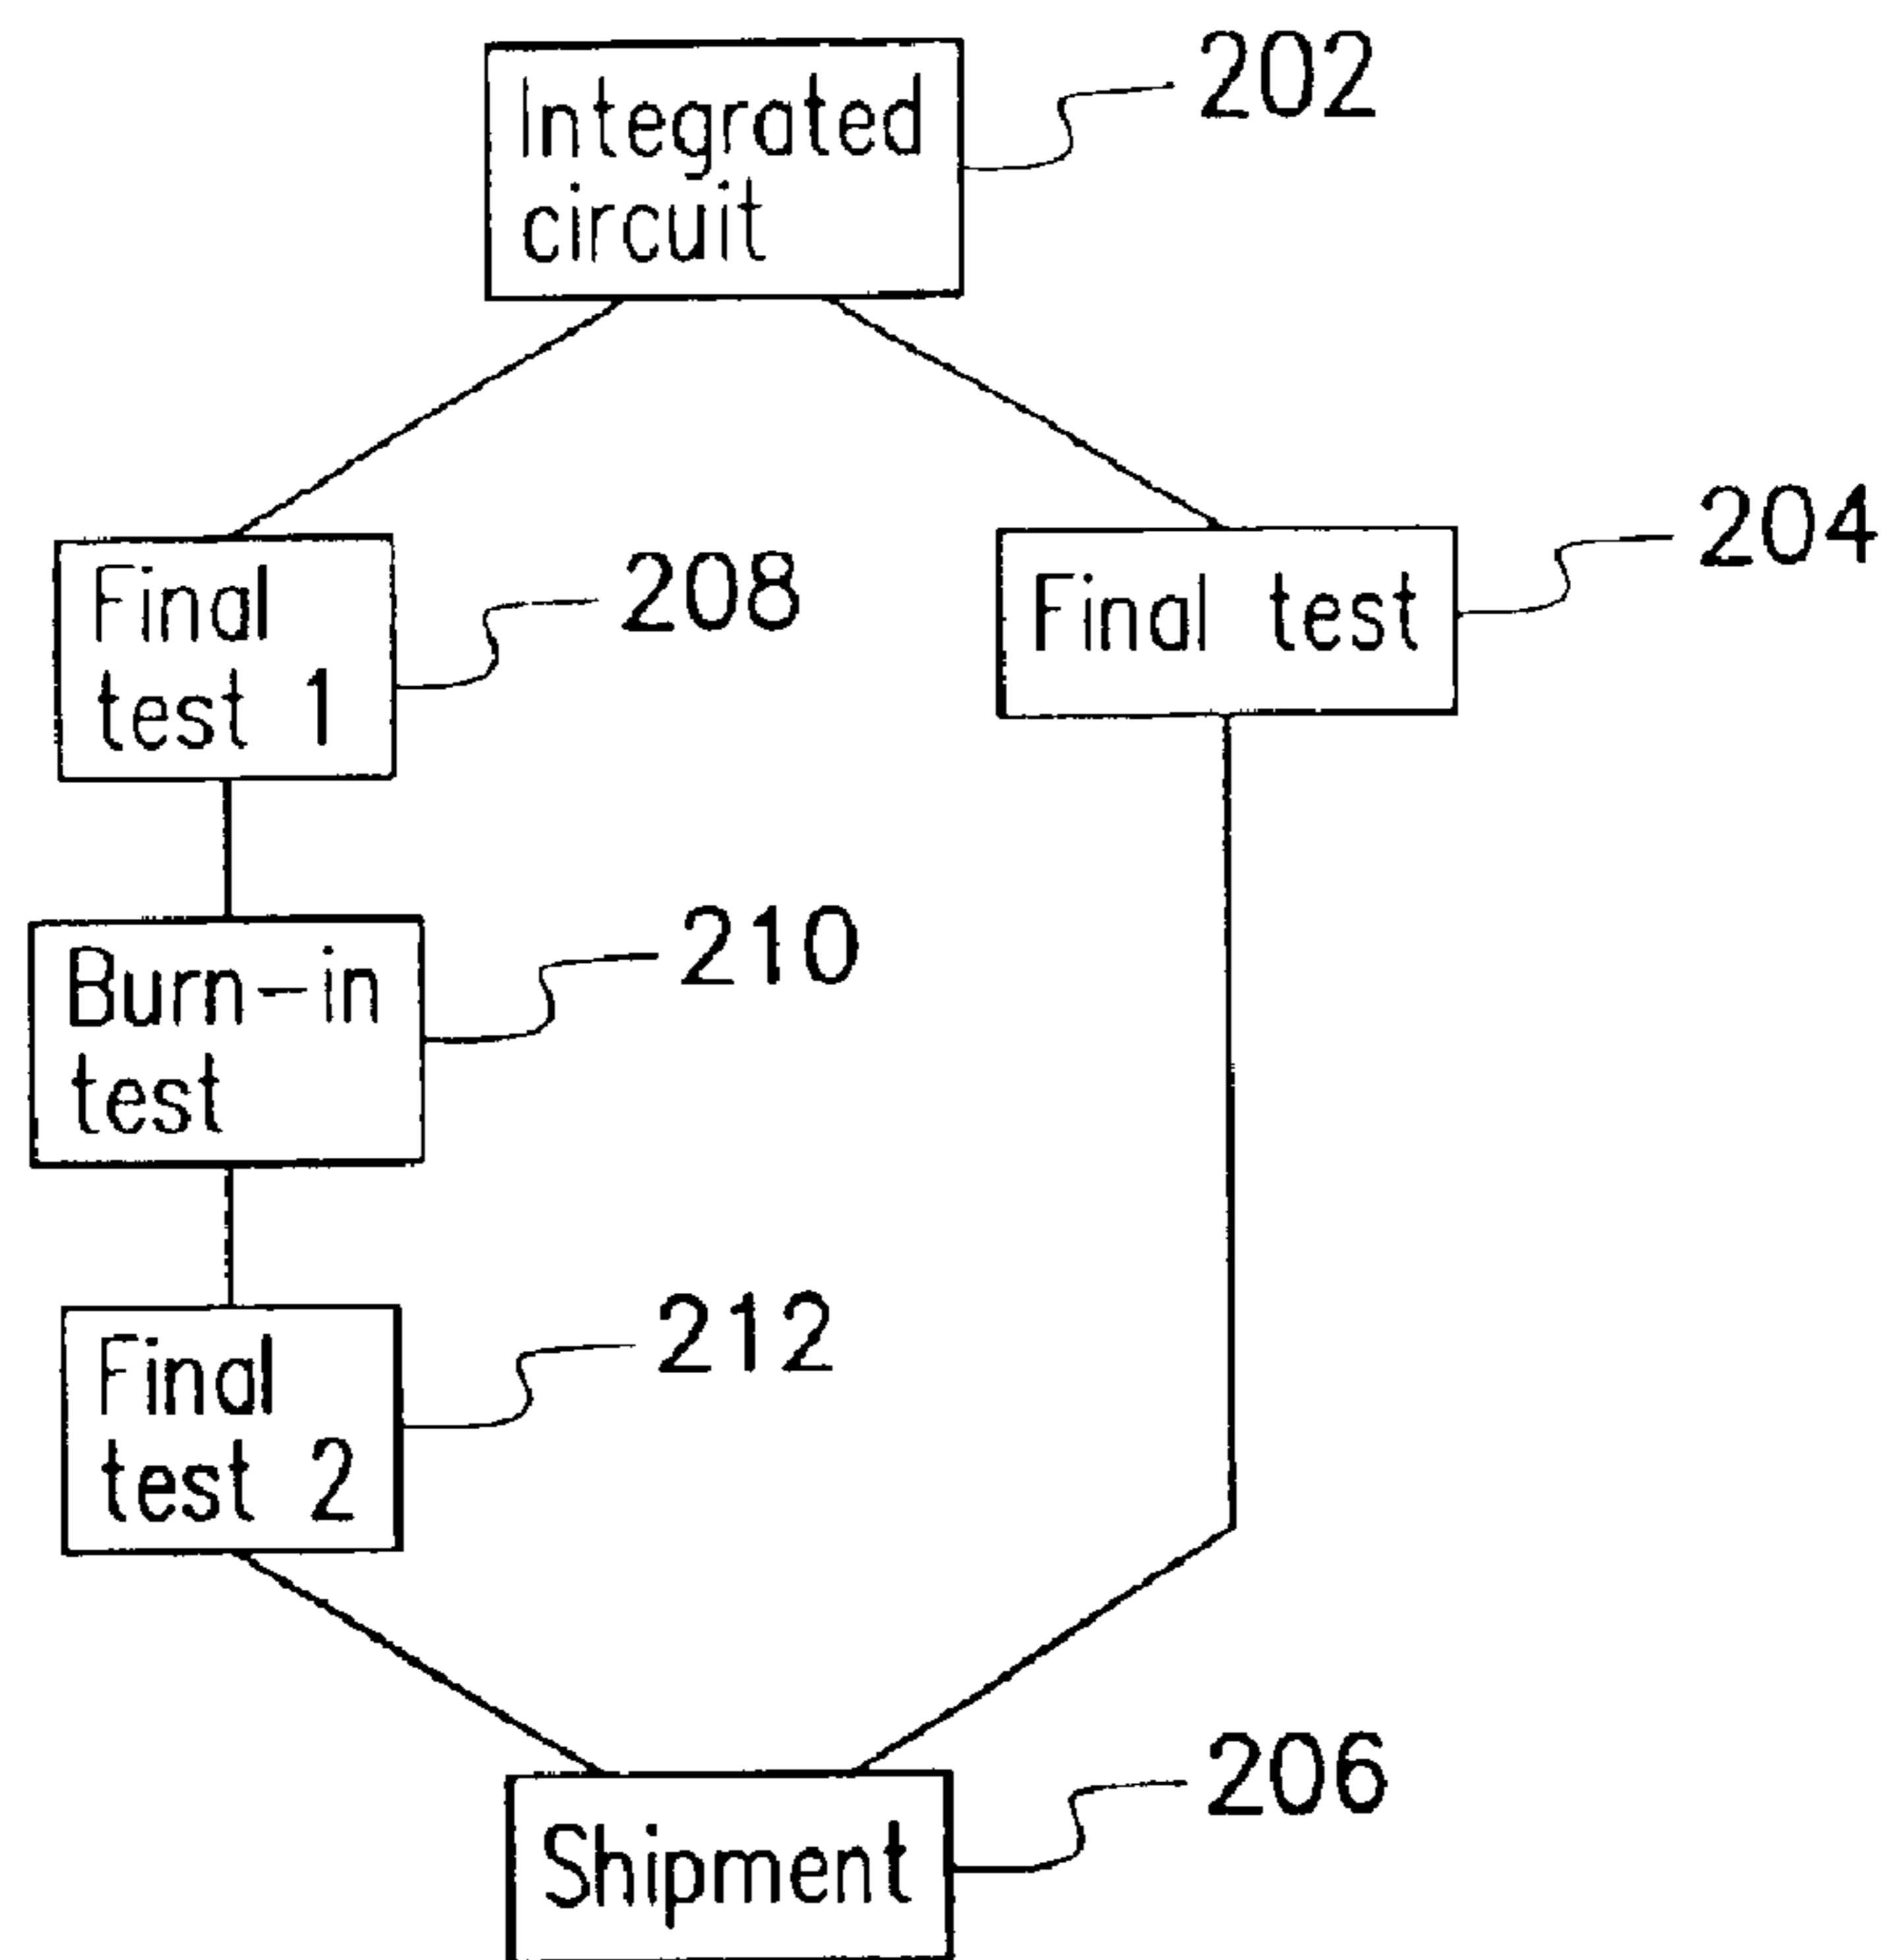 Integrated
circuit
202
Final
test 1
208
Final test
204
Burn-in
test
210
Final
test 2
212
Shipment
206